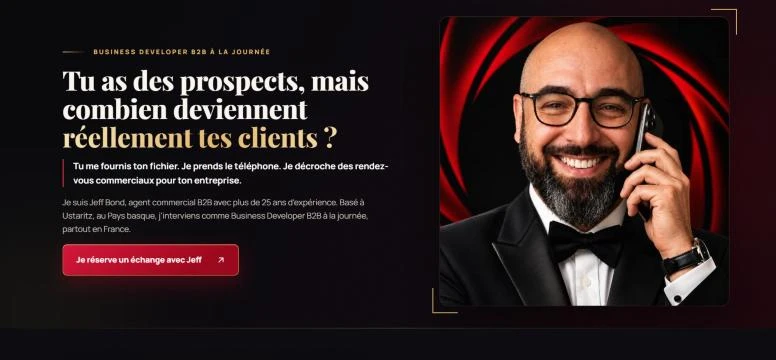 BUSINESS DEVELOPER B2B À LA JOURNÉE
Tu as des prospects, mais
combien deviennent
réellement tes clients ?
Tu me fournis ton fichier. Je prends le téléphone. Je décroche des rendez-
vous commerciaux pour ton entreprise.
Je suis Jeff Bond, agent commercial B2B avec plus de 25 ans d'expérience. Basé à
Ustaritz, au Pays basque, j'interviens comme Business Developer B2B à la journée,
partout en France.
Je réserve un échange avec Jeff ↗